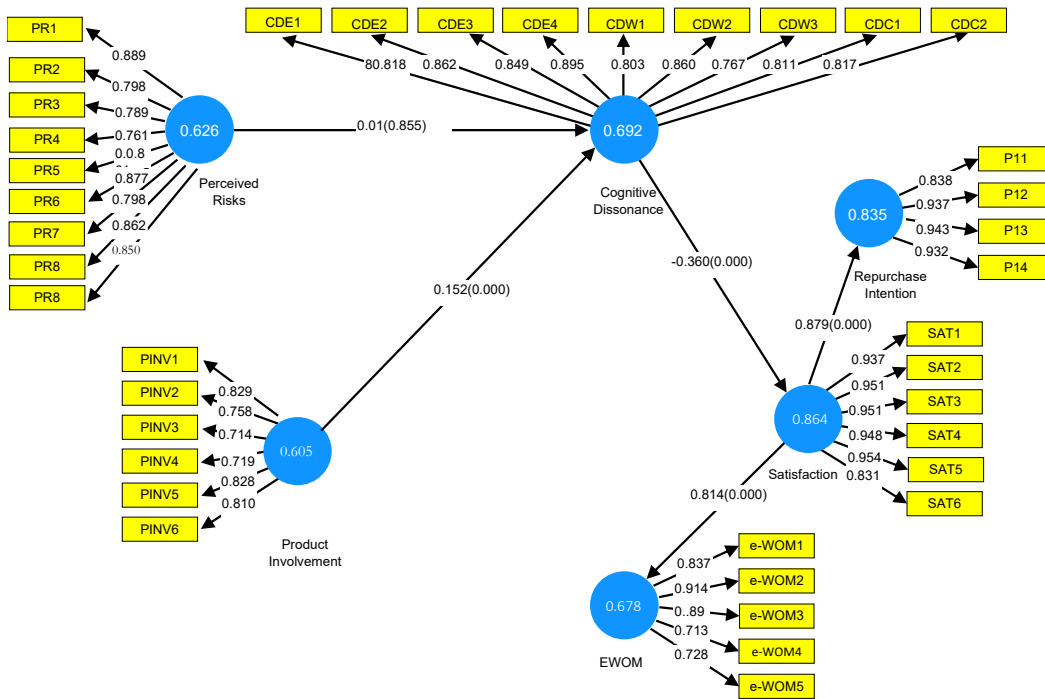 CDE1
CDE2
CDE3
CDE4
CDW1
CDW2
CDW3
CDC1
CDC2
80.818
0.862
0.849
0.895
0.803
0.860
0.767
0.811
0.817
0.692
Cognitive
Dissonance
PR1
PR2
PR3
PR4
PR5
PR6
PR7
PR8
PR8
0.889
0.798
0.789
0.761
0.0.8
0.877
0.798
0.862
0.850
0.626
Perceived
Risks
0.01(0.855)
0.152(0.000)
-0.360(0.000)
P11
P12
P13
P14
0.838
0.937
0.943
0.932
0.835
Repurchase
Intention
0.879(0.000)
PINV1
PINV2
PINV3
PINV4
PINV5
PINV6
0.829
0.758
0.714
0.719
0.828
0.810
0.605
Product
Involvement
SAT1
SAT2
SAT3
SAT4
SAT5
SAT6
0.937
0.951
0.951
0.948
0.954
0.831
0.864
Satisfaction
0.814(0.000)
e-WOM1
e-WOM2
e-WOM3
e-WOM4
e-WOM5
0.837
0.914
0..89
0.713
0.728
0.678
EWOM